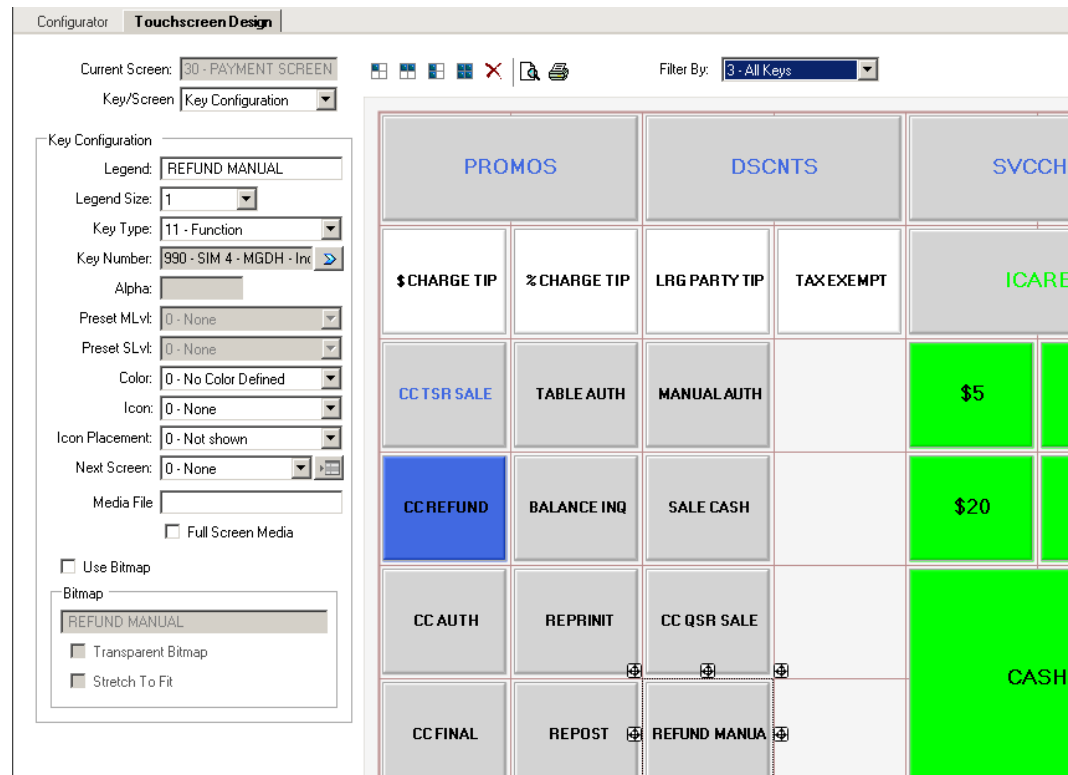 Configurator
Touchscreen Design
Current Screen: 30 - PAYMENT SCREEN
Filter By: 3 - All Keys
Key/Screen Key Configuration
Key Configuration
Legend: REFUND MANUAL
Legend Size: 1
Key Type: 11 - Function
Key Number: 990 - SIM 4 - MGDH - Inc
Alpha:
Preset MLvl: 0 - None
Preset SLvl: 0 - None
Color: 0 - No Color Defined
Icon: 0 - None
Icon Placement: 0 - Not shown
Next Screen: 0 - None
Media File
Full Screen Media
Use Bitmap
Bitmap
REFUND MANUAL
Transparent Bitmap
Stretch To Fit
PROMOS
DSCNTS
SVCCH
$ CHARGE TIP
% CHARGE TIP
LRG PARTY TIP
TAX EXEMPT
ICARE
CC TSR SALE
TABLE AUTH
MANUAL AUTH
$5
CC REFUND
BALANCE INQ
SALE CASH
$20
CC AUTH
REPRINIT
CC QSR SALE
CASH
CC FINAL
REPOST
REFUND MANUA